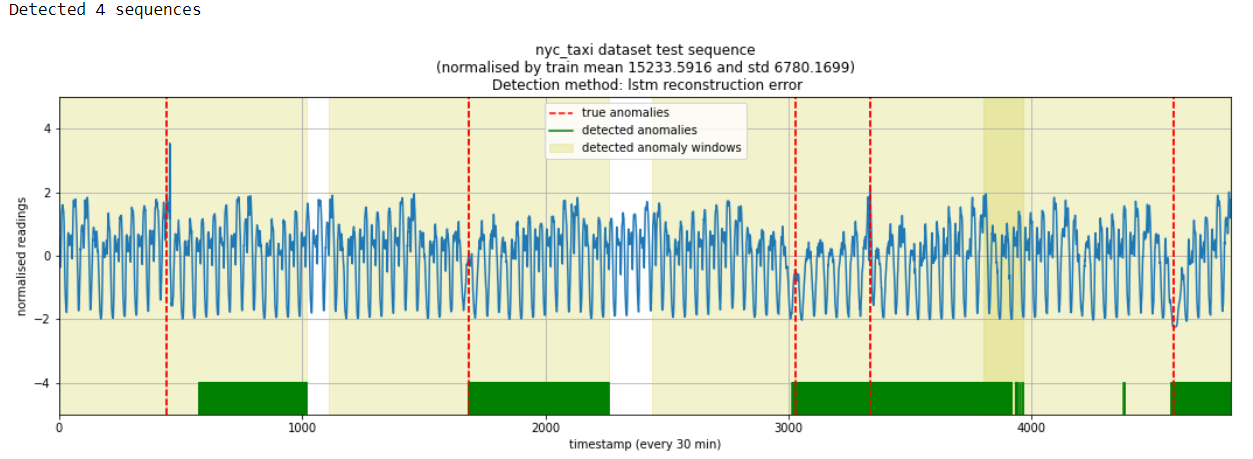 Detected 4 sequences
nyc_taxi dataset test sequence
(normalised by train mean 15233.5916 and std 6780.1699)
Detection method: lstm reconstruction error
true anomalies
detected anomalies
detected anomaly windows
normalised readings
4
2
0
−2
−4
0
1000
2000
3000
4000
timestamp (every 30 min)